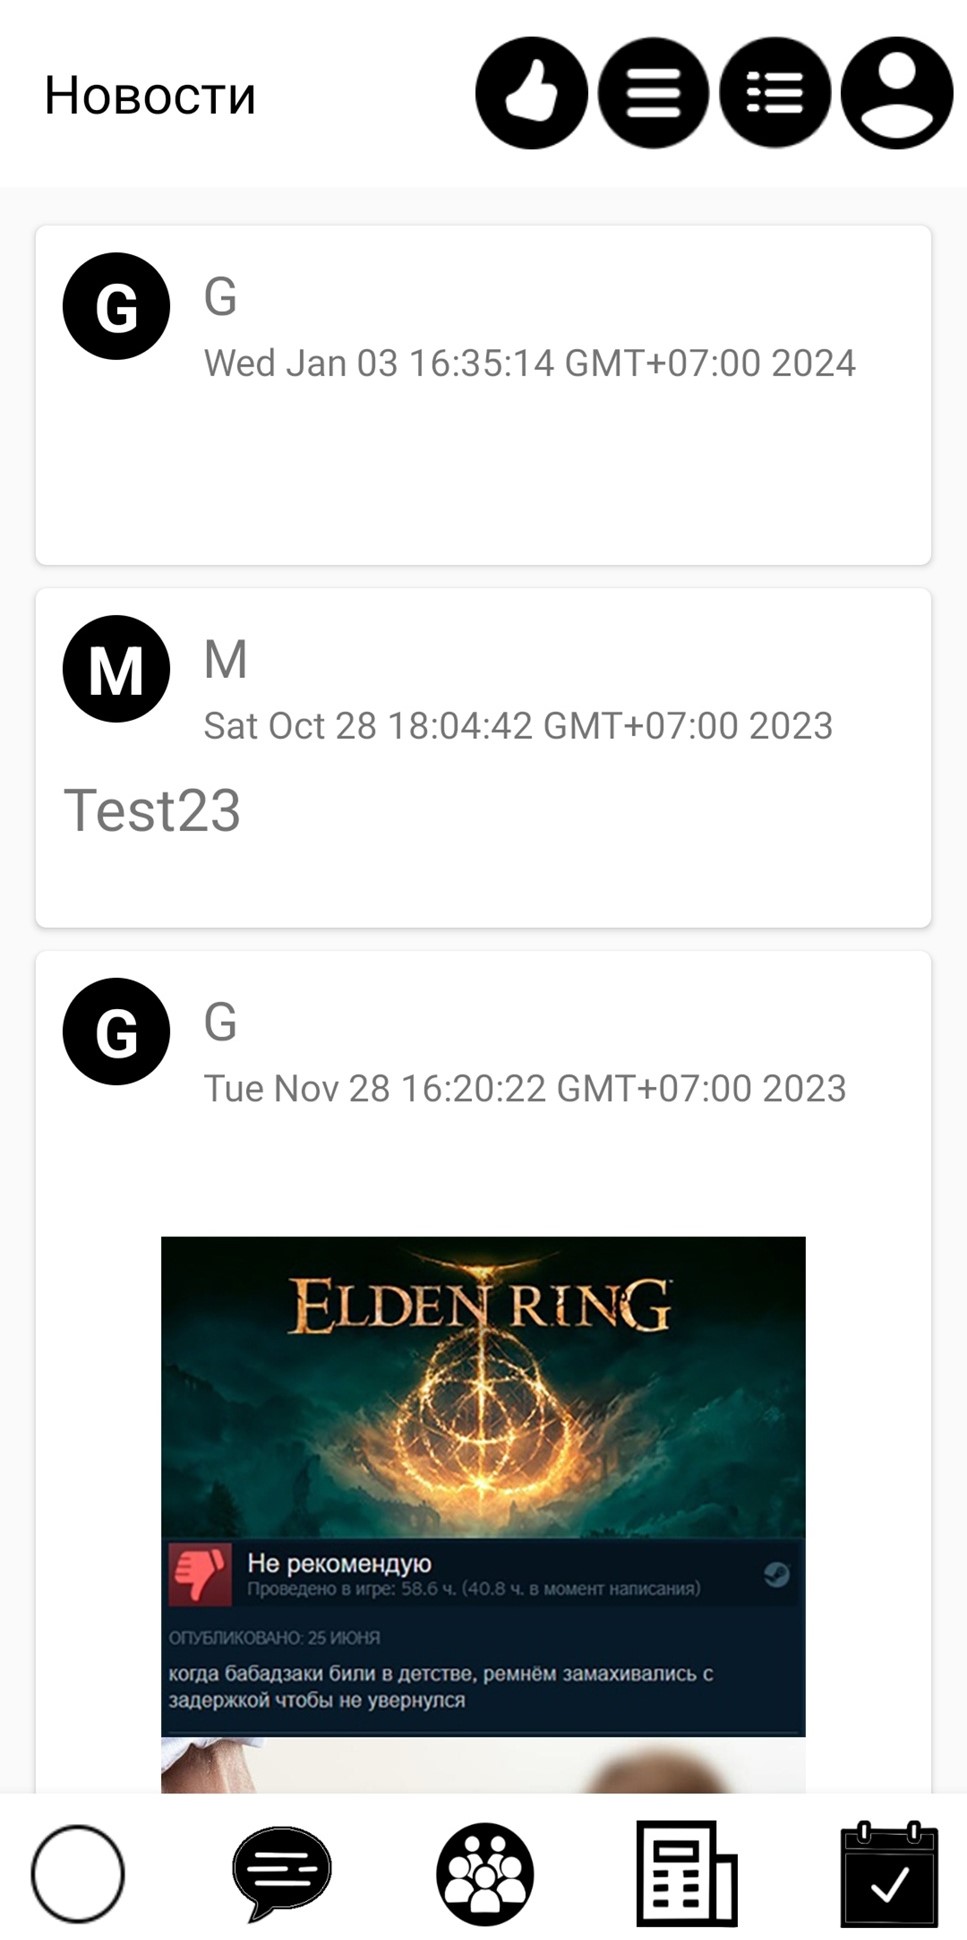 Новости
G
G
Wed Jan 03 16:35:14 GMT+07:00 2024
M
M
Sat Oct 28 18:04:42 GMT+07:00 2023
Test23
G
G
Tue Nov 28 16:20:22 GMT+07:00 2023
ELDEN RING
Не рекомендую
Проведено в игре: 58.6 ч. (40.8 ч. в момент написания)
ОПУБЛИКОВАНО: 25 ИЮНЯ
когда бабадзаки били в детстве, ремнём замахивались с
задержкой чтобы не увернулся